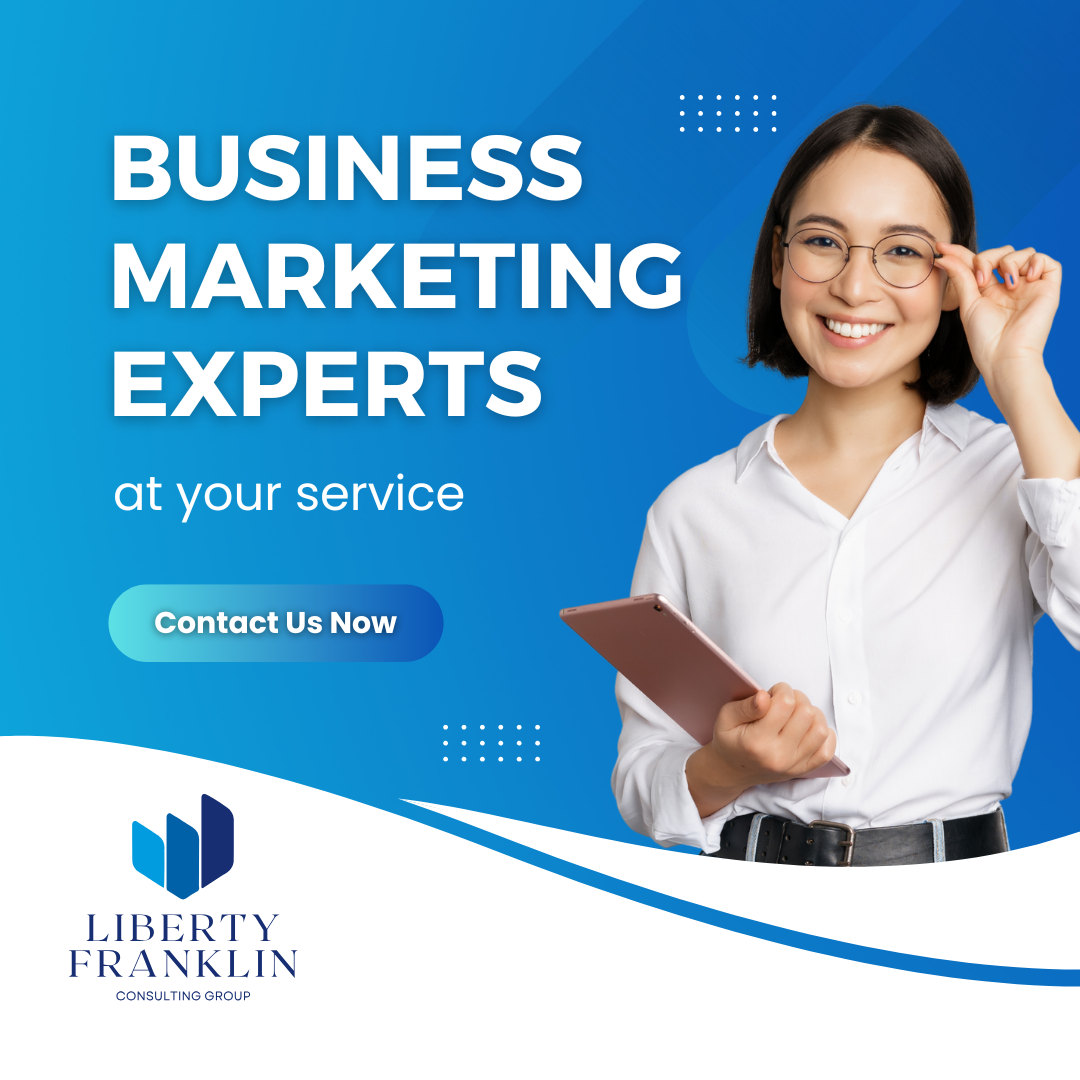 BUSINESS
MARKETING
EXPERTS
at your service
Contact Us Now
LIBERTY
FRANKLIN
CONSULTING GROUP